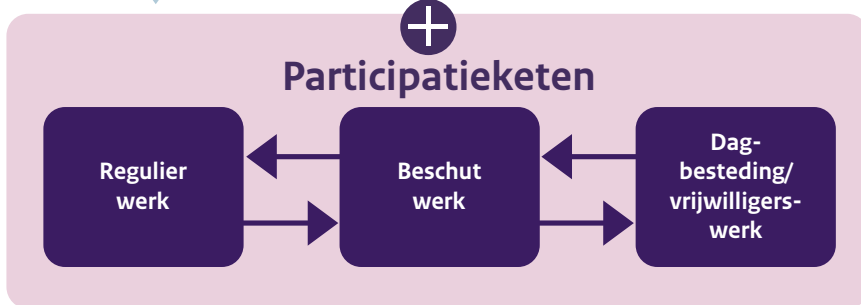 Participatieketen
Regulier
werk
Beschut
werk
Dag-
besteding/
vrijwilligers-
werk